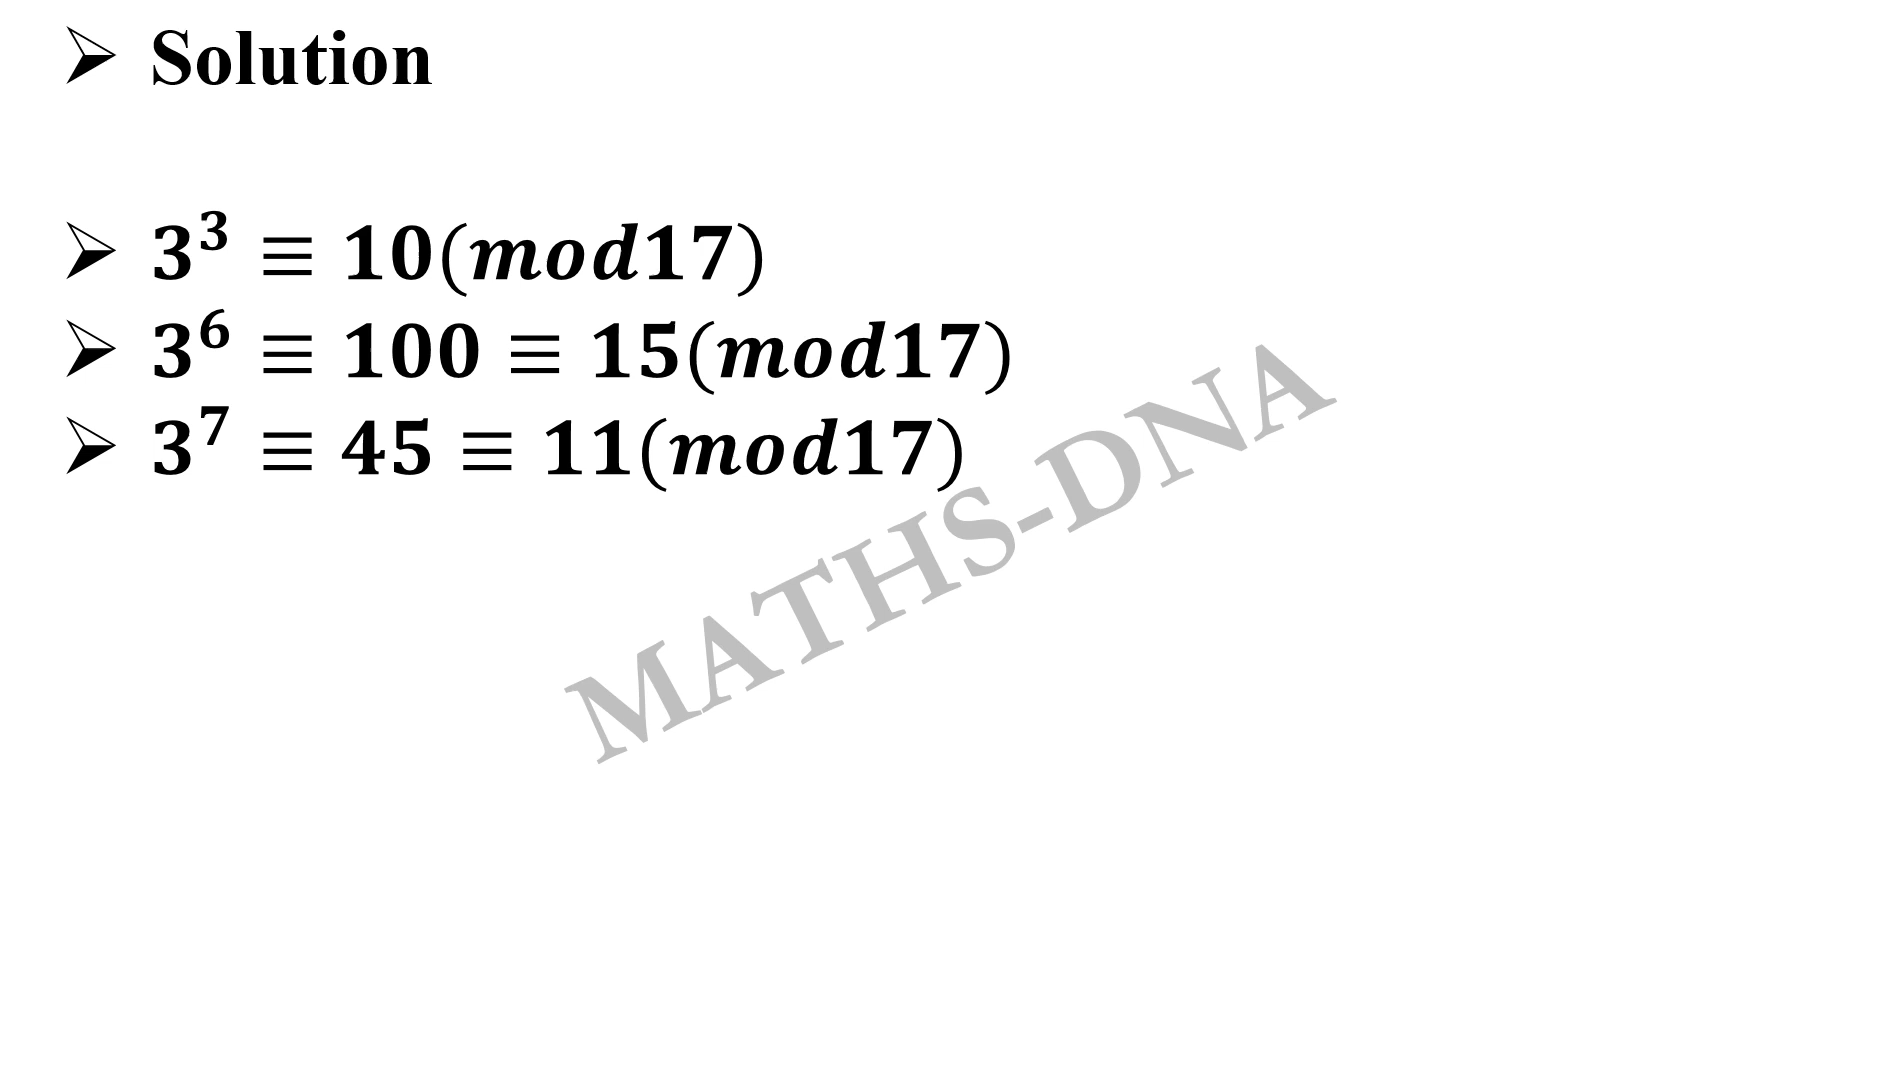 ➢ Solution
➢ 3³ ≡ 10(mod17)
➢ 3⁶ ≡ 100 ≡ 15(mod17)
➢ 3⁷ ≡ 45 ≡ 11(mod17)
MATHS-DNA